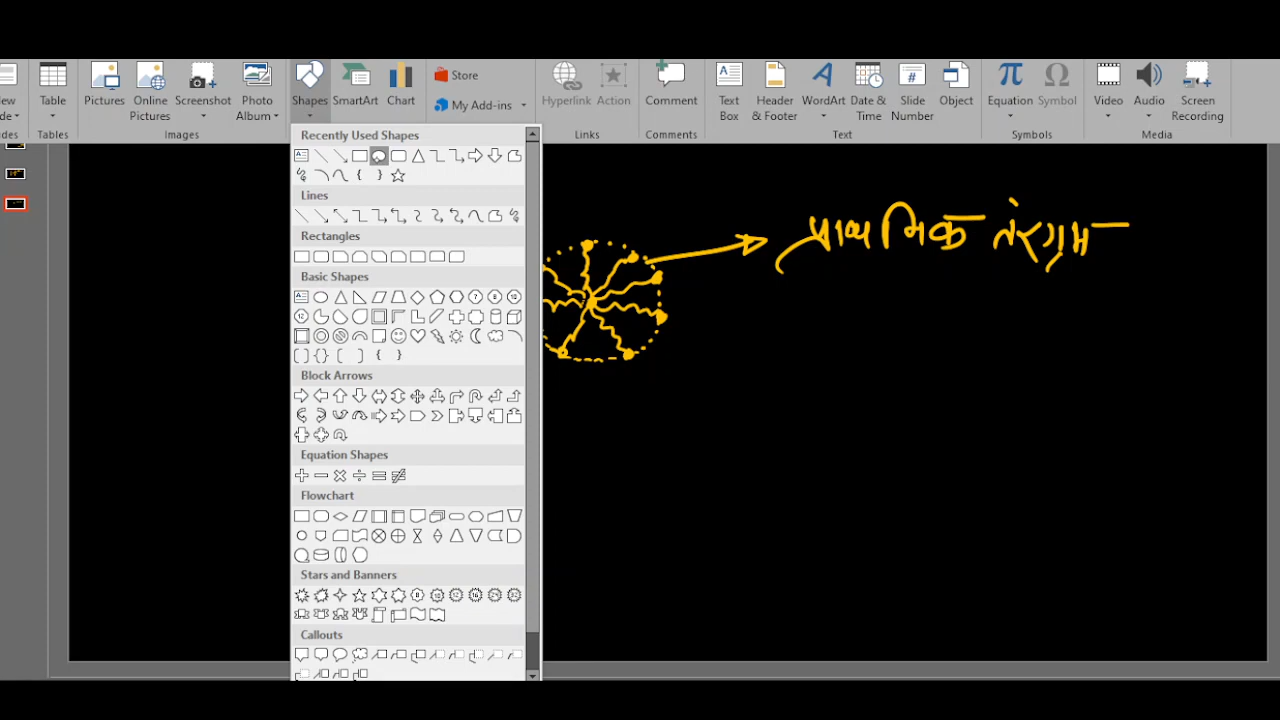 ew
de
Table
Pictures
Online Pictures
Screenshot
Photo Album
Shapes
SmartArt
Chart
Store
My Add-ins
Hyperlink
Action
Comment
Text Box
Header & Footer
WordArt
Date & Time
Slide Number
Object
Equation
Symbol
Video
Audio
Screen Recording
des
Tables
Images
Links
Comments
Text
Symbols
Media
Recently Used Shapes
Lines
Rectangles
Basic Shapes
Block Arrows
Equation Shapes
Flowchart
Stars and Banners
Callouts
प्राथमिक